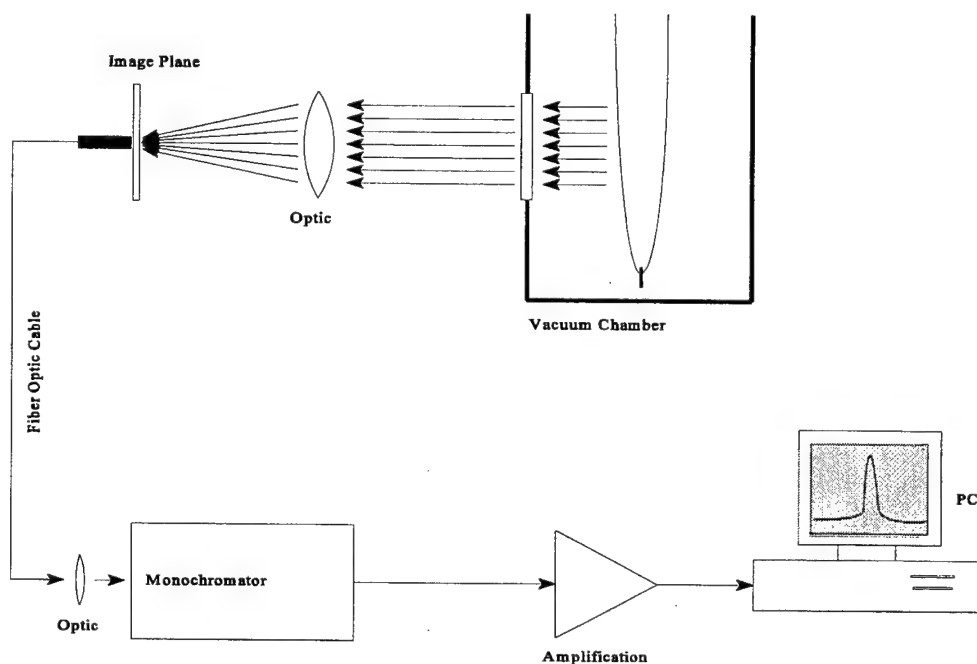 Image Plane
Optic
Vacuum Chamber
Fiber Optic Cable
PC
Monochromator
Optic
Amplification